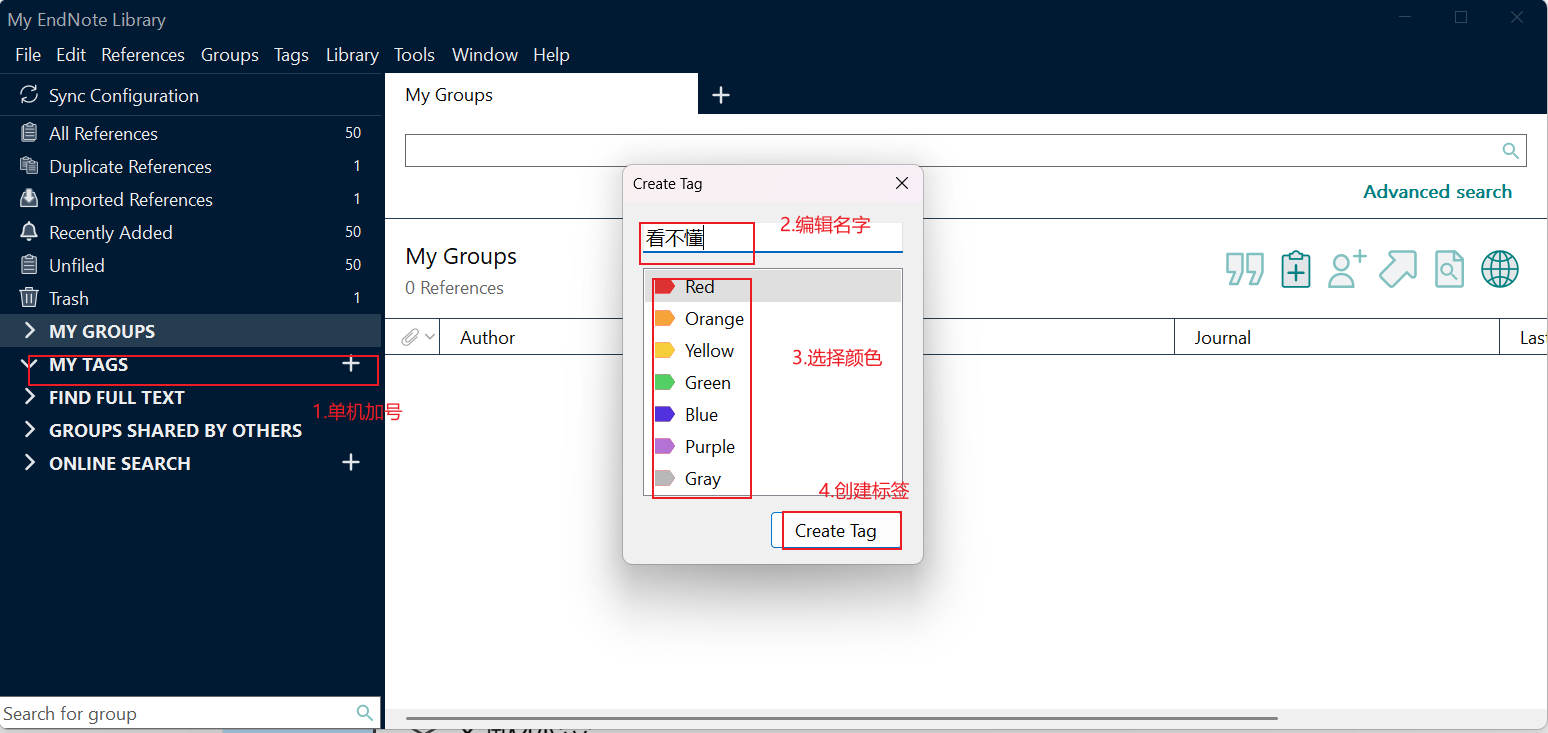 My EndNote Library
File Edit References Groups Tags Library Tools Window Help
Sync Configuration
My Groups
All References 50
Duplicate References 1
Imported References 1
Recently Added 50
Unfiled 50
Trash 1
MY GROUPS
MY TAGS
FIND FULL TEXT
1.单机加号
GROUPS SHARED BY OTHERS
ONLINE SEARCH
Search for group
Advanced search
My Groups
0 References
Author Journal Last
Create Tag
2.编辑名字
看不懂
Red
Orange
Yellow
3.选择颜色
Green
Blue
Purple
Gray
4.创建标签
Create Tag